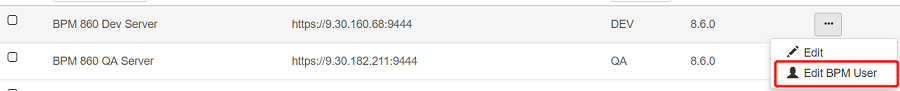 BPM 860 Dev Server https://9.30.160.68:9444 DEV 8.6.0 •••
BPM 860 QA Server https://9.30.182.211:9444 QA 8.6.0
Edit
Edit BPM User